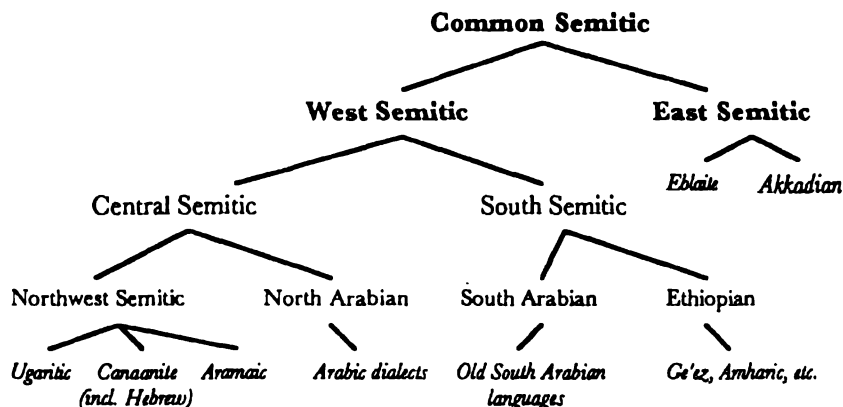 Common Semitic
West Semitic
East Semitic
Eblaite
Akkadian
Central Semitic
South Semitic
Northwest Semitic
North Arabian
South Arabian
Ethiopian
Ugaritic
Canaanite
(incl. Hebrew)
Aramaic
Arabic dialects
Old South Arabian
languages
Ge'ez, Amharic, etc.